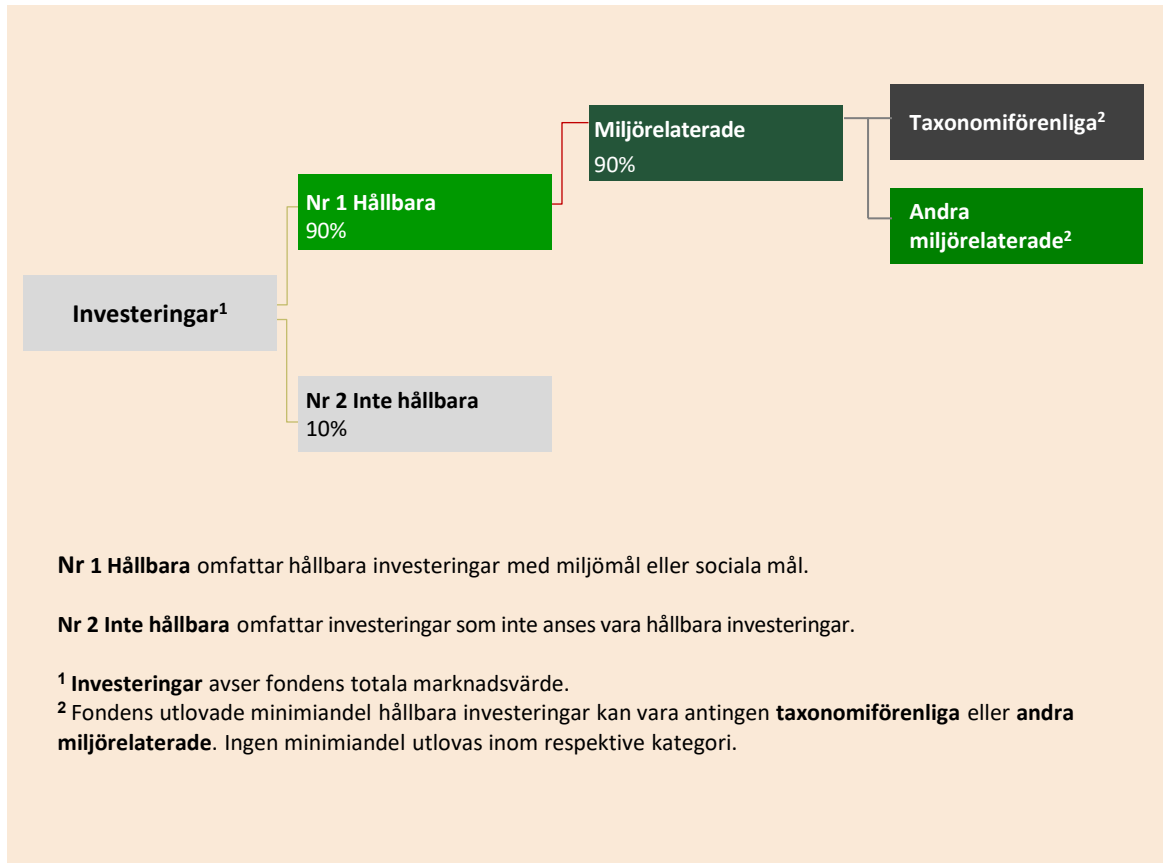 Investeringar¹
Nr 1 Hållbara
90%
Nr 2 Inte hållbara
10%
Miljörelaterade
90%
Taxonomiförenliga²
Andra
miljörelaterade²
Nr 1 Hållbara omfattar hållbara investeringar med miljömål eller sociala mål.
Nr 2 Inte hållbara omfattar investeringar som inte anses vara hållbara investeringar.
¹ Investeringar avser fondens totala marknadsvärde.
² Fondens utlovade minimiandel hållbara investeringar kan vara antingen taxonomiförenliga eller andra
miljörelaterade. Ingen minimiandel utlovas inom respektive kategori.